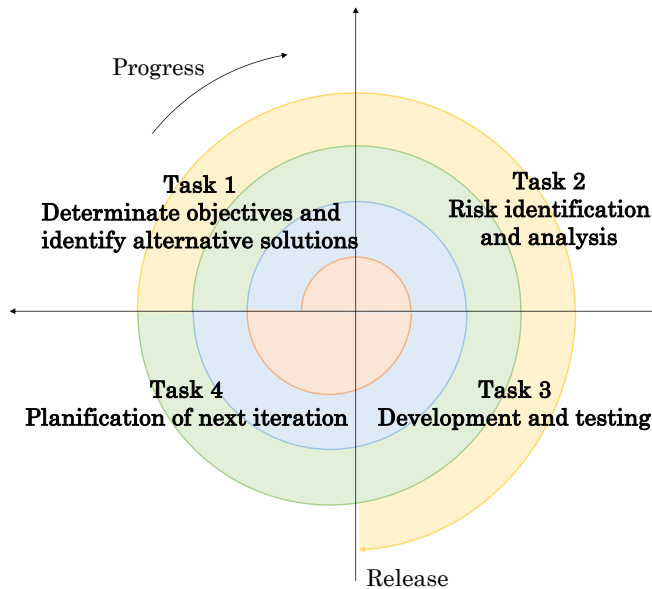 Progress
Task 1
Determinate objectives and
identify alternative solutions
Task 2
Risk identification
and analysis
Task 4
Planification of next iteration
Task 3
Development and testing
Release